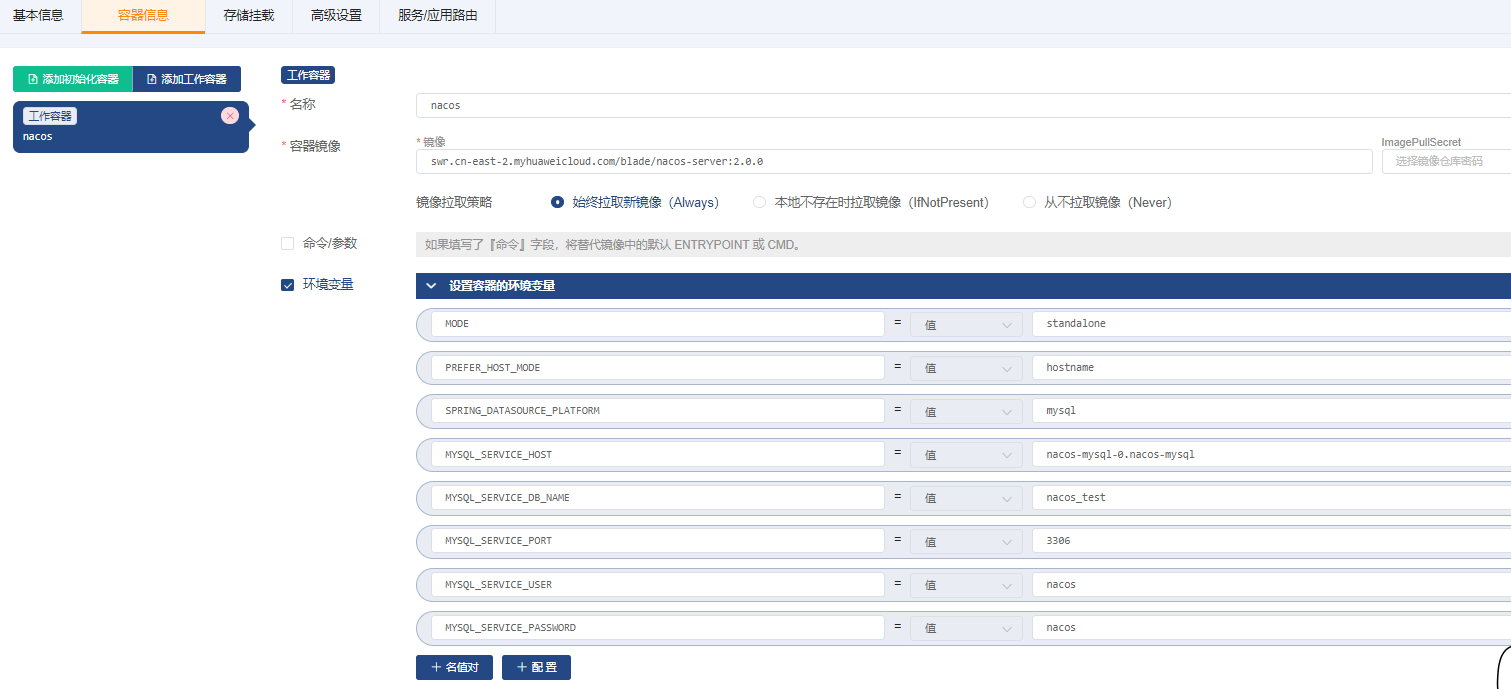 基本信息 容器信息 存储挂载 高级设置 服务/应用路由
添加初始化容器 添加工作容器
工作容器
nacos
工作容器
* 名称 nacos
* 容器镜像
* 镜像 ImagePullSecret
swr.cn-east-2.myhuaweicloud.com/blade/nacos-server:2.0.0 选择镜像仓库密码
镜像拉取策略 始终拉取新镜像（Always） 本地不存在时拉取镜像（IfNotPresent） 从不拉取镜像（Never）
命令/参数 如果填写了『命令』字段，将替代镜像中的默认 ENTRYPOINT 或 CMD。
环境变量 设置容器的环境变量
MODE = 值 standalone
PREFER_HOST_MODE = 值 hostname
SPRING_DATASOURCE_PLATFORM = 值 mysql
MYSQL_SERVICE_HOST = 值 nacos-mysql-0.nacos-mysql
MYSQL_SERVICE_DB_NAME = 值 nacos_test
MYSQL_SERVICE_PORT = 值 3306
MYSQL_SERVICE_USER = 值 nacos
MYSQL_SERVICE_PASSWORD = 值 nacos
+ 名值对 + 配 置